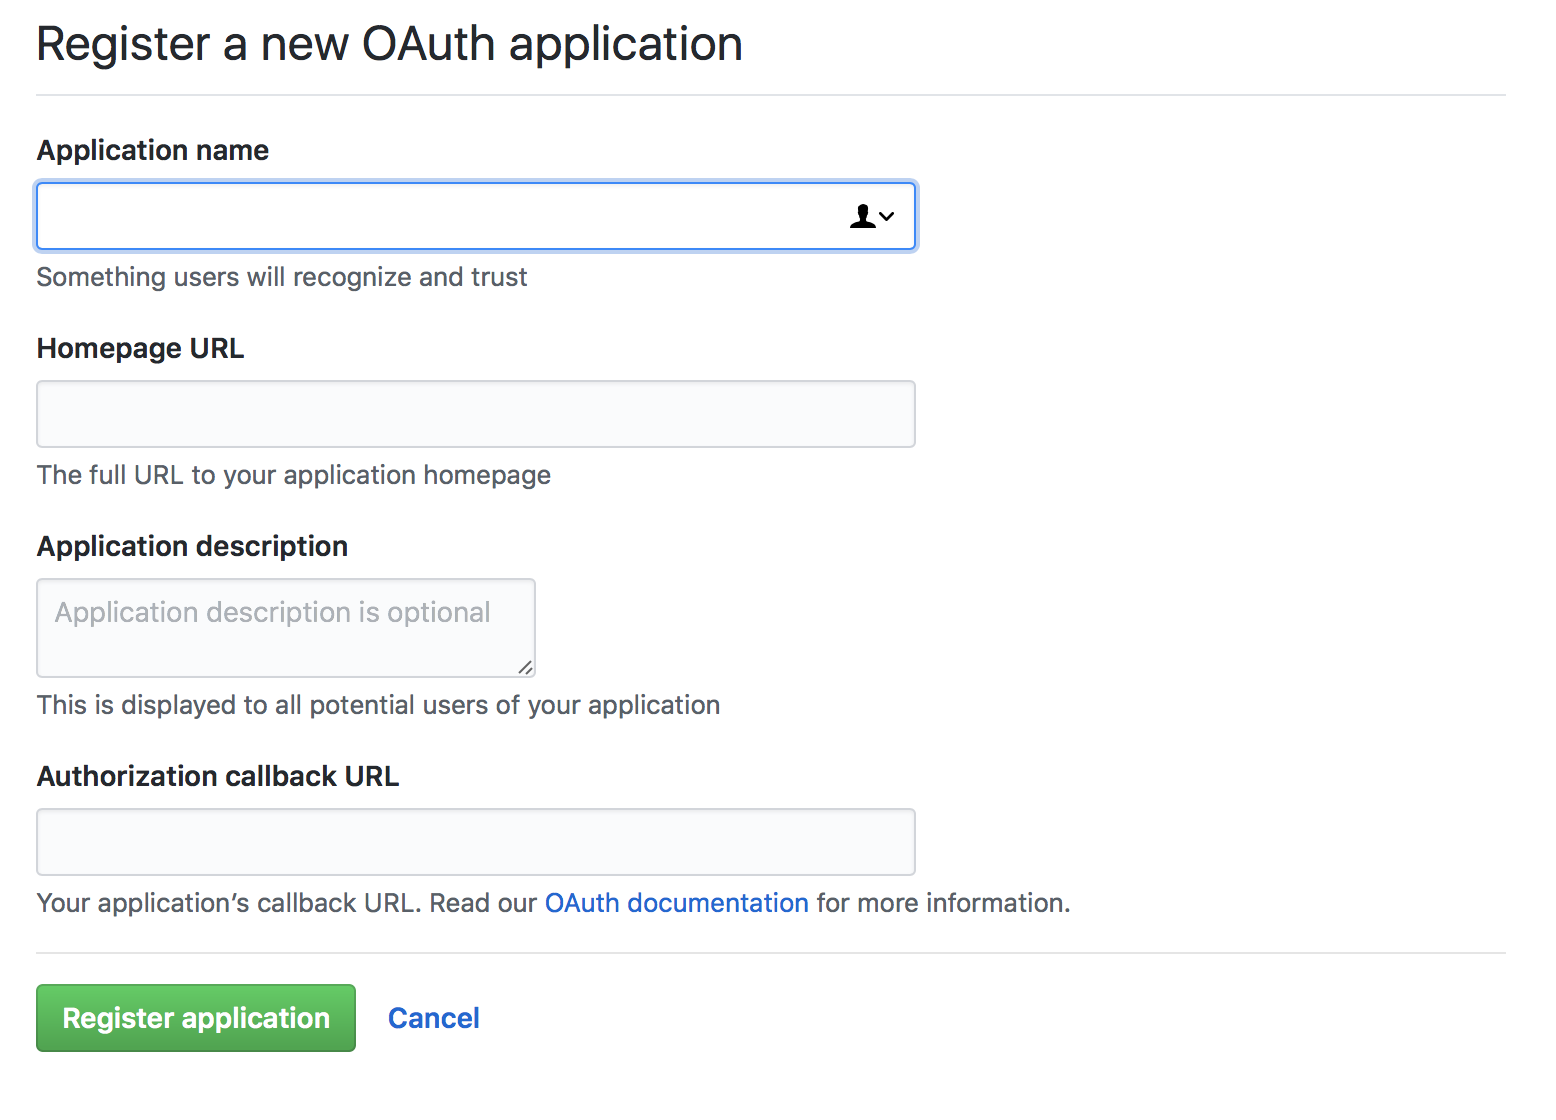 Register a new OAuth application
Application name
Something users will recognize and trust
Homepage URL
The full URL to your application homepage
Application description
Application description is optional
This is displayed to all potential users of your application
Authorization callback URL
Your application’s callback URL. Read our OAuth documentation for more information.
Register application Cancel